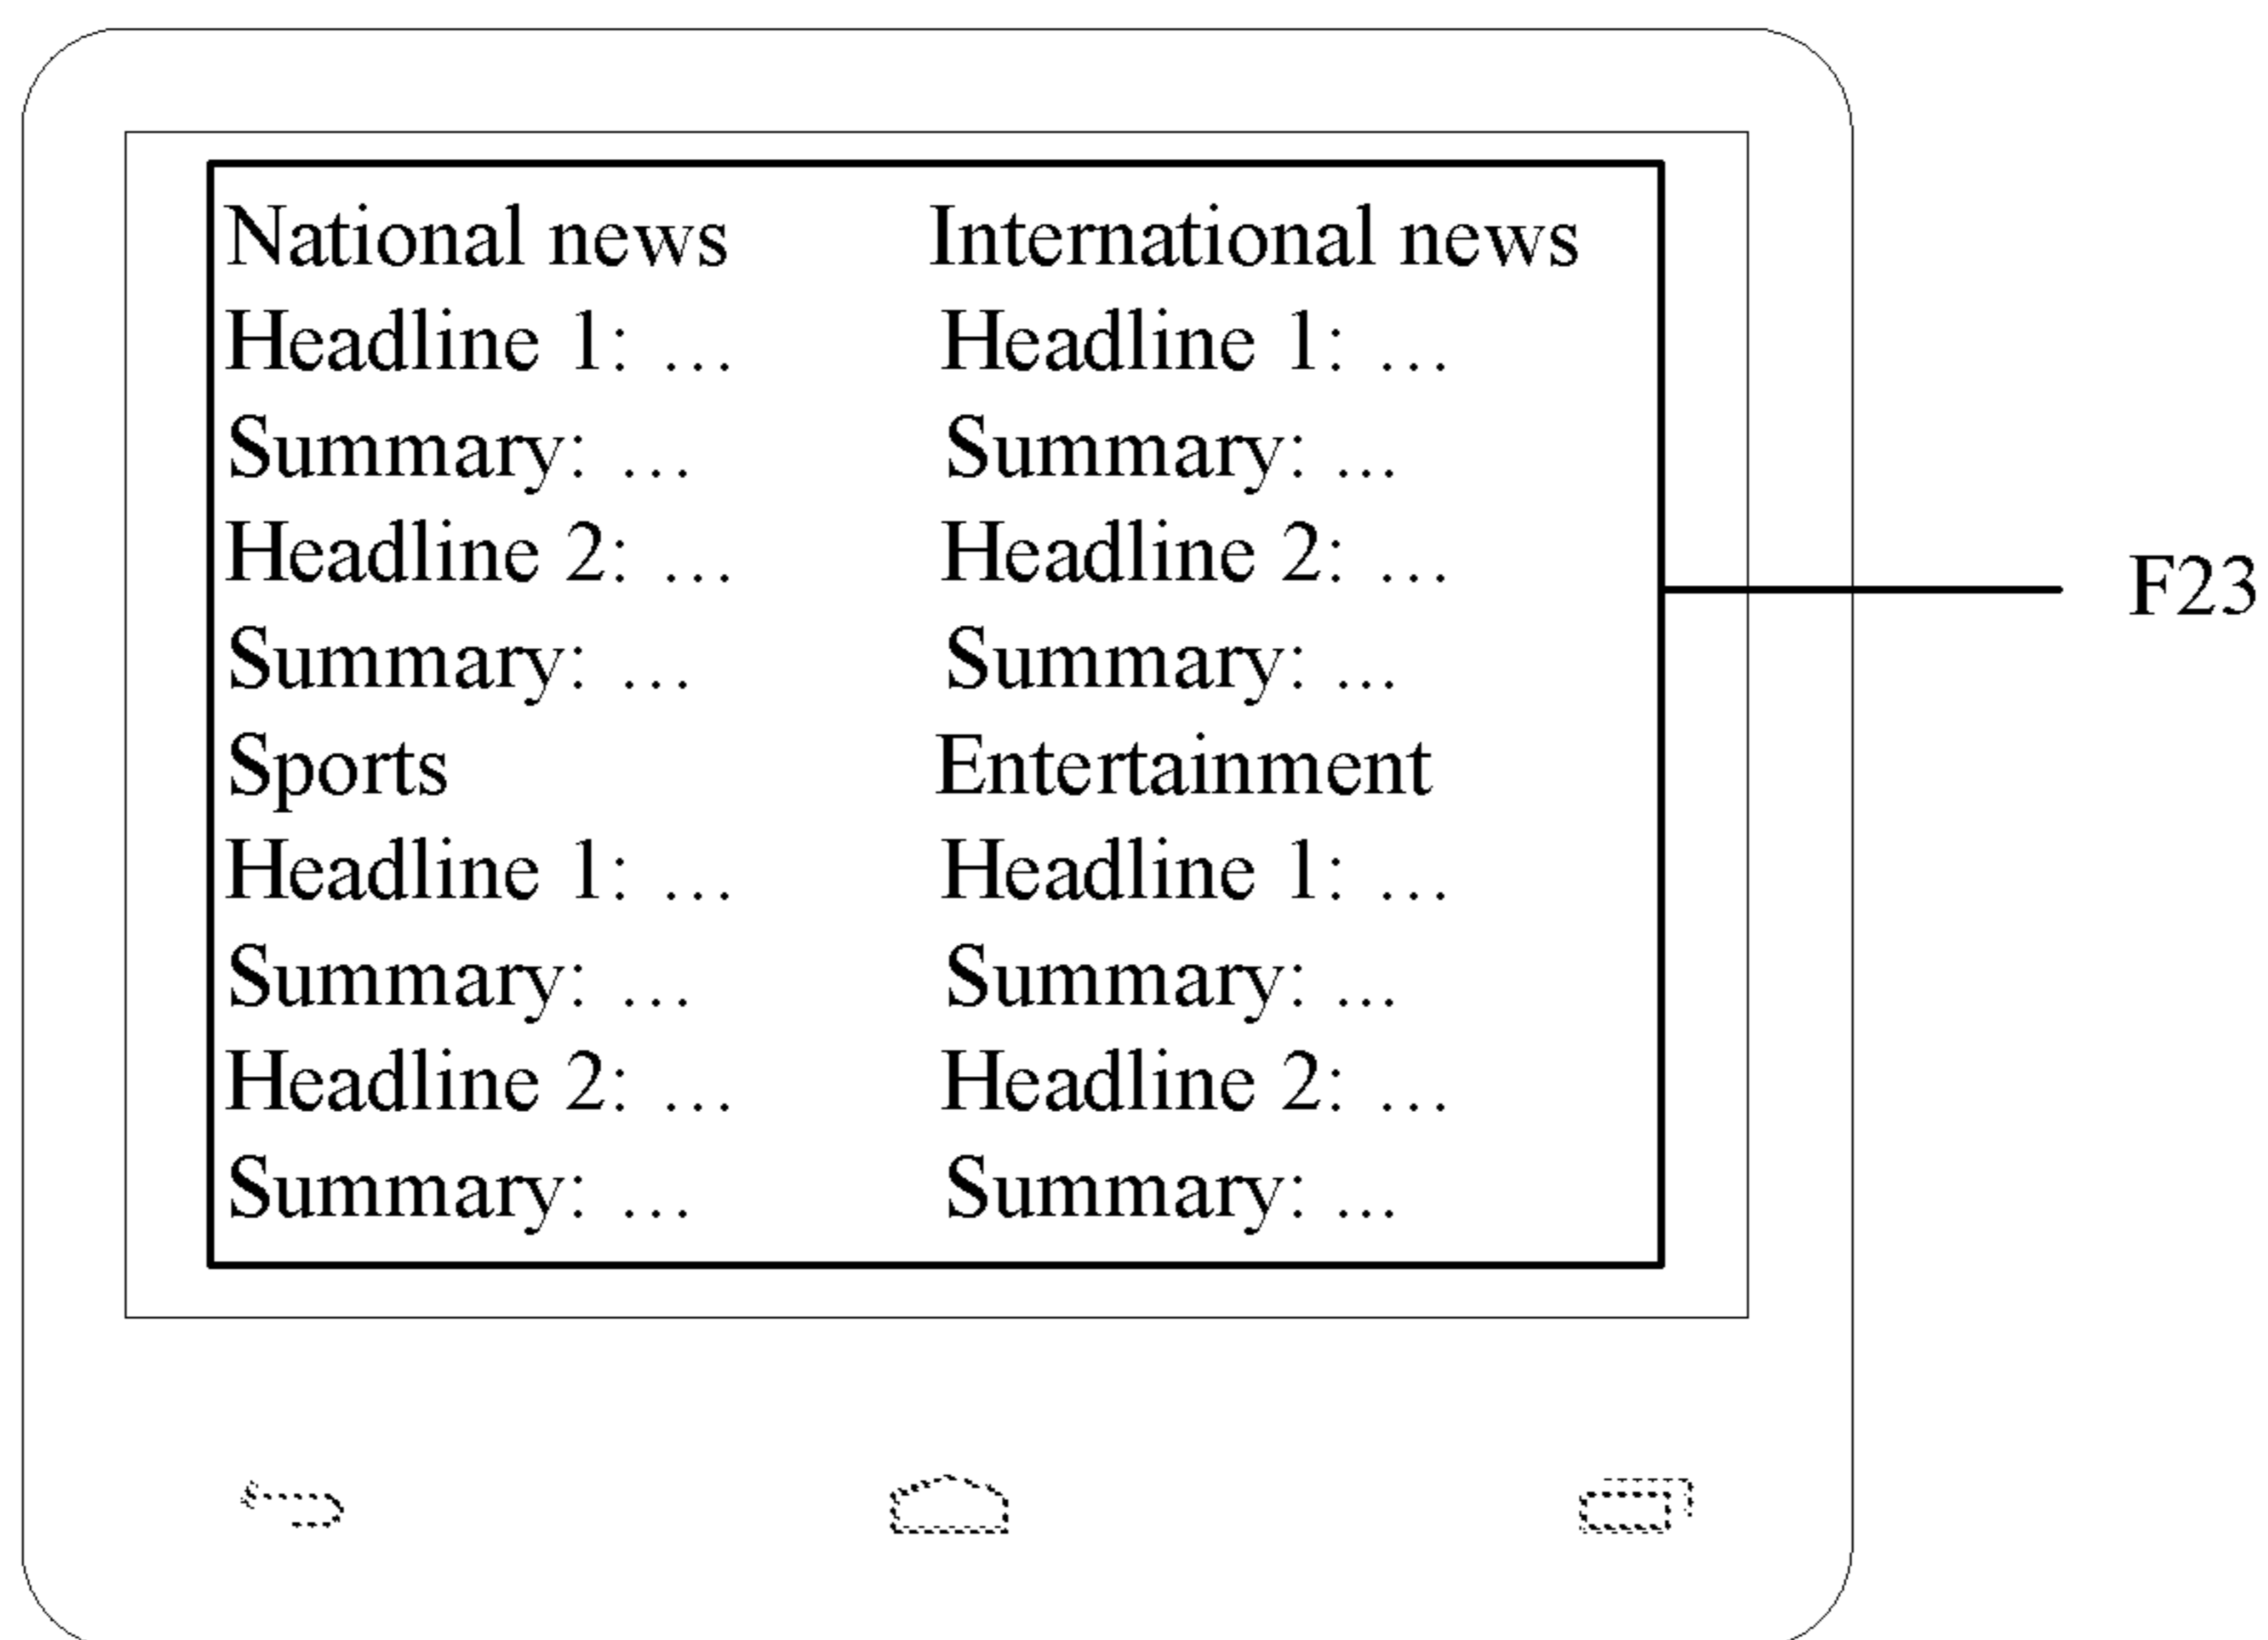 National news
Headline 1: ...
Summary: ...
Headline 2: ...
Summary: ...
International news
Headline 1: ...
Summary: ...
Headline 2: ...
Summary: ...
Sports
Headline 1: ...
Summary: ...
Headline 2: ...
Summary: ...
Entertainment
Headline 1: ...
Summary: ...
Headline 2: ...
Summary: ...
F23